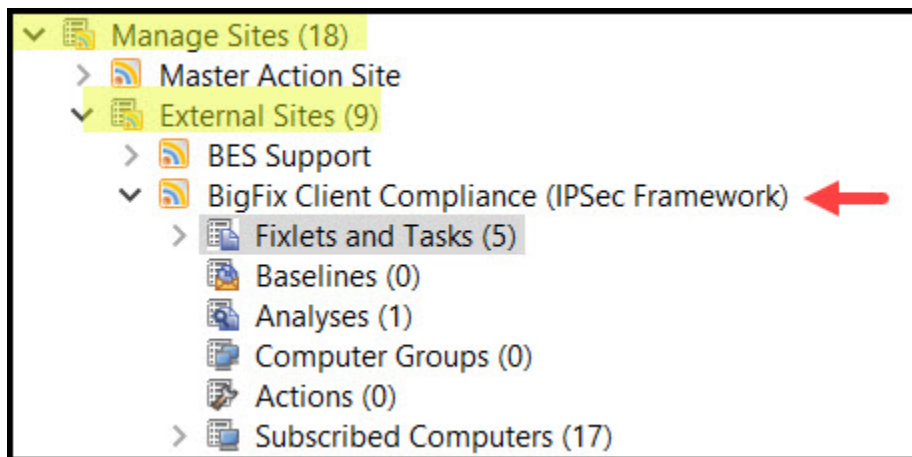 Manage Sites (18)
Master Action Site
External Sites (9)
BES Support
BigFix Client Compliance (IPSec Framework)
Fixlets and Tasks (5)
Baselines (0)
Analyses (1)
Computer Groups (0)
Actions (0)
Subscribed Computers (17)